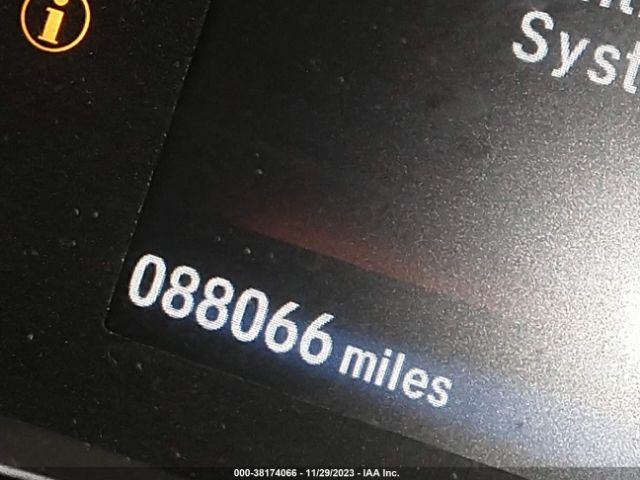 i
Syst
088066 miles
000-38174066 - 11/29/2023 - IAA Inc.